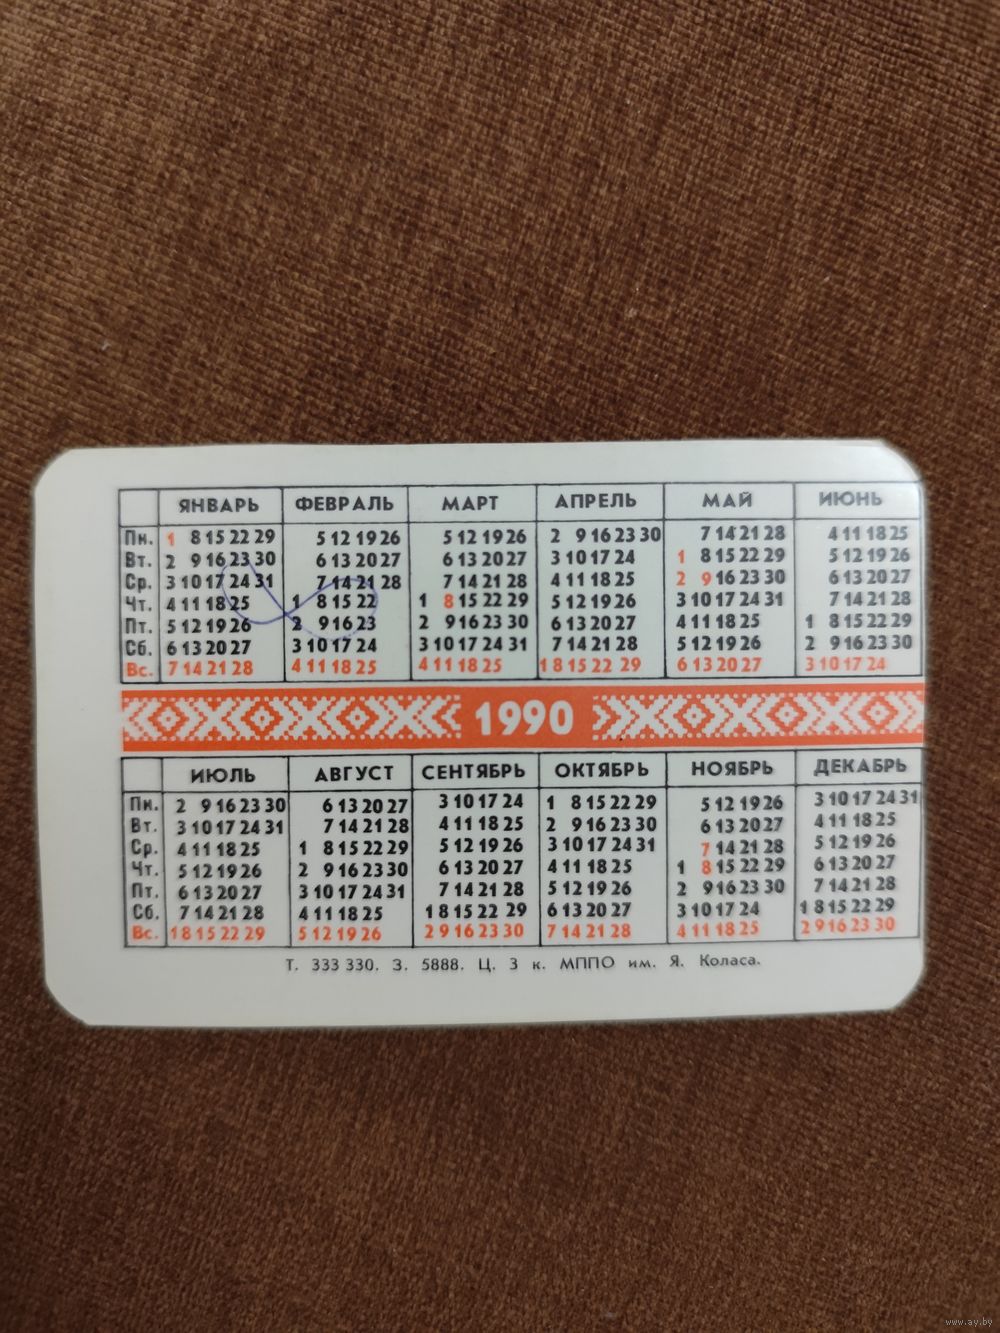 ЯНВАРЬ ФЕВРАЛЬ МАРТ АПРЕЛЬ МАЙ ИЮНЬ
Пн. 1 8 15 22 29 5 12 19 26 5 12 19 26 2 9 16 23 30 7 14 21 28 4 11 18 25
Вт. 2 9 16 23 30 6 13 20 27 6 13 20 27 3 10 17 24 1 8 15 22 29 5 12 19 26
Ср. 3 10 17 24 31 7 14 21 28 7 14 21 28 4 11 18 25 2 9 16 23 30 6 13 20 27
Чт. 4 11 18 25 1 8 15 22 1 8 15 22 29 5 12 19 26 3 10 17 24 31 7 14 21 28
Пт. 5 12 19 26 2 9 16 23 2 9 16 23 30 6 13 20 27 4 11 18 25 1 8 15 22 29
Сб. 6 13 20 27 3 10 17 24 3 10 17 24 31 7 14 21 28 5 12 19 26 2 9 16 23 30
Вс. 7 14 21 28 4 11 18 25 4 11 18 25 1 8 15 22 29 6 13 20 27 3 10 17 24
1990
ИЮЛЬ АВГУСТ СЕНТЯБРЬ ОКТЯБРЬ НОЯБРЬ ДЕКАБРЬ
Пн. 2 9 16 23 30 6 13 20 27 3 10 17 24 1 8 15 22 29 5 12 19 26 3 10 17 24 31
Вт. 3 10 17 24 31 7 14 21 28 4 11 18 25 2 9 16 23 30 6 13 20 27 4 11 18 25
Ср. 4 11 18 25 1 8 15 22 29 5 12 19 26 3 10 17 24 31 7 14 21 28 5 12 19 26
Чт. 5 12 19 26 2 9 16 23 30 6 13 20 27 4 11 18 25 1 8 15 22 29 6 13 20 27
Пт. 6 13 20 27 3 10 17 24 31 7 14 21 28 5 12 19 26 2 9 16 23 30 7 14 21 28
Сб. 7 14 21 28 4 11 18 25 1 8 15 22 29 6 13 20 27 3 10 17 24 1 8 15 22 29
Вс. 1 8 15 22 29 5 12 19 26 2 9 16 23 30 7 14 21 28 4 11 18 25 2 9 16 23 30
Т. 333 330. З. 5888. Ц. 3 к. МППО им. Я. Коласа.
www.ay.by